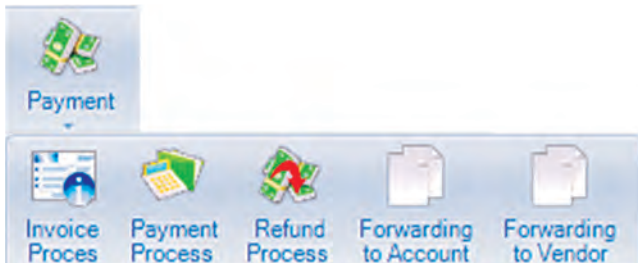 Payment
Invoice Payment Refund Forwarding Forwarding
Proces Process Process to Account to Vendor